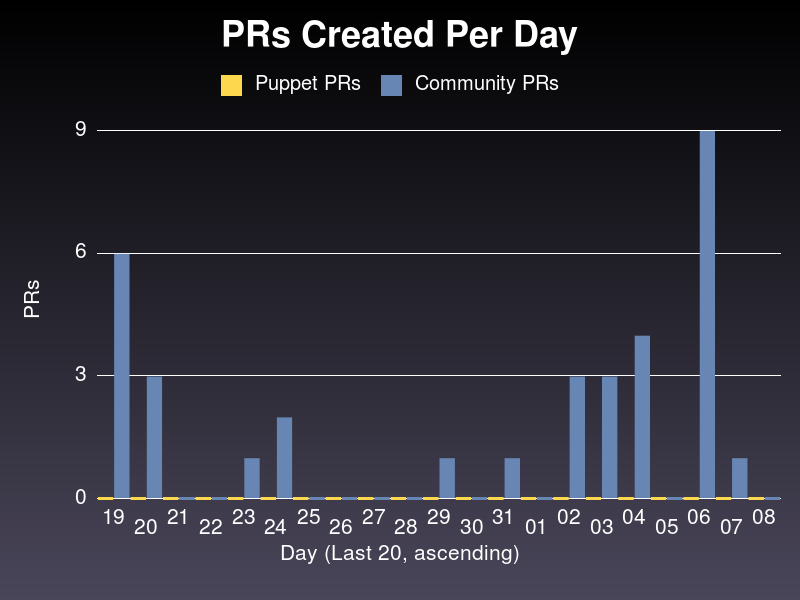 PRs Created Per Day
Puppet PRs Community PRs
9
6
3
0
PRs
19 20 21 22 23 24 25 26 27 28 29 30 31 01 02 03 04 05 06 07 08
Day (Last 20, ascending)